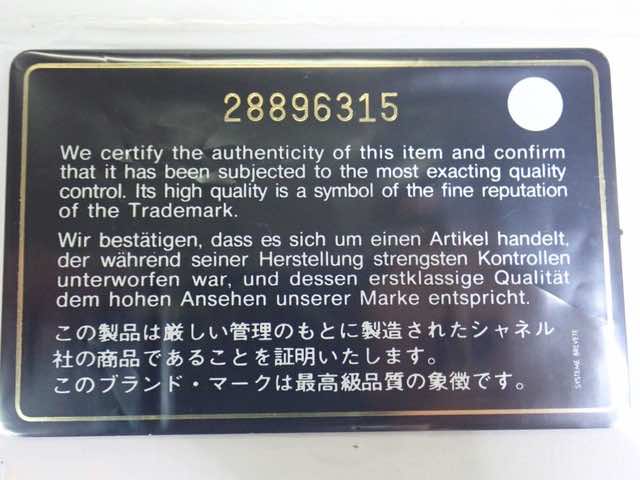 28896315
We certify the authenticity of this item and confirm
that it has been subjected to the most exacting quality
control. Its high quality is a symbol of the fine reputation
of the Trademark.
Wir bestätigen, dass es sich um einen Artikel handelt,
der während seiner Herstellung strengsten Kontrollen
unterworfen war, und dessen erstklassige Qualität
dem hohen Ansehen unserer Marke entspricht.
この製品は厳しい管理のもとに製造されたシャネル
社の商品であることを証明いたします。
このブランド・マークは最高級品質の象徴です。
SYSTEME BREVETE